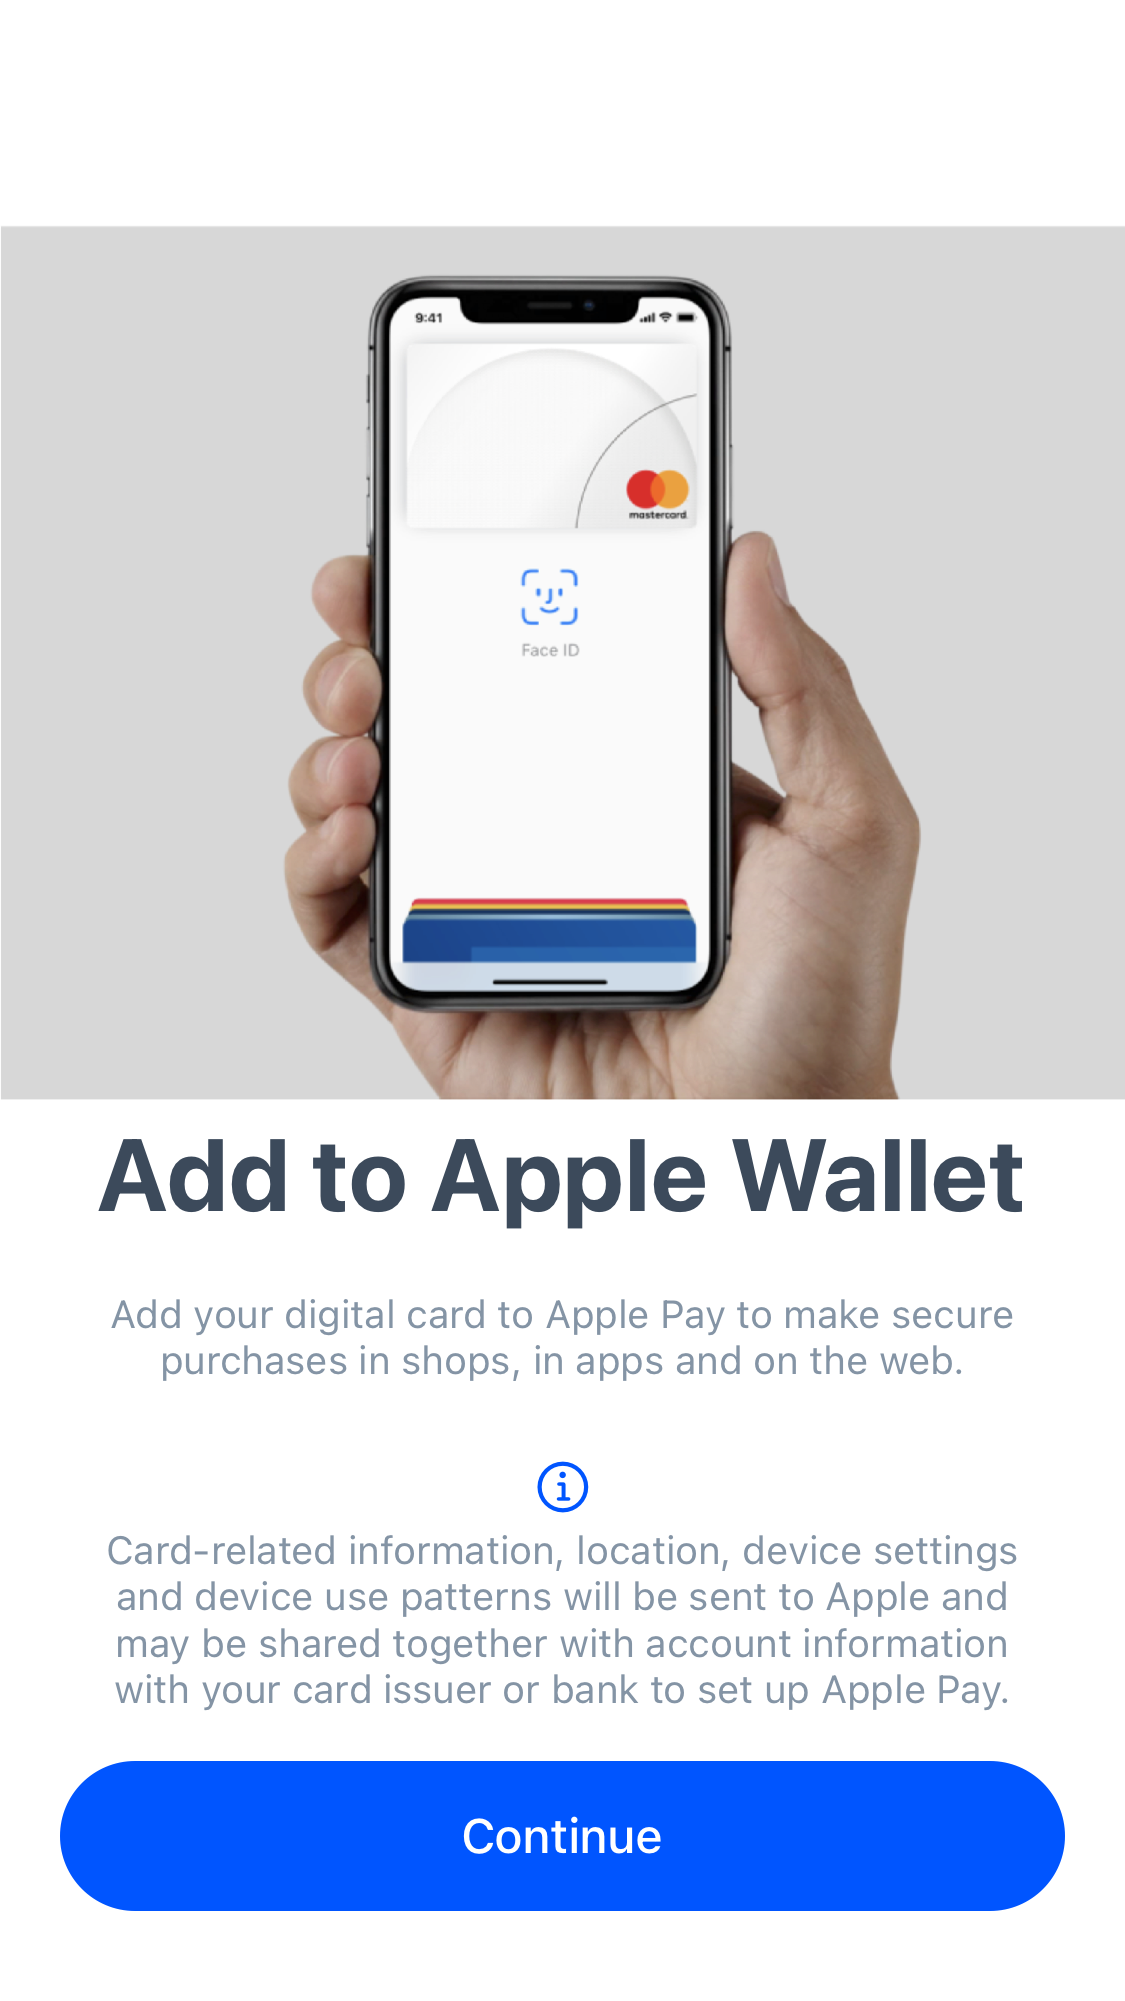 9:41
mastercard
Face ID
Add to Apple Wallet
Add your digital card to Apple Pay to make secure
purchases in shops, in apps and on the web.
Card-related information, location, device settings
and device use patterns will be sent to Apple and
may be shared together with account information
with your card issuer or bank to set up Apple Pay.
Continue